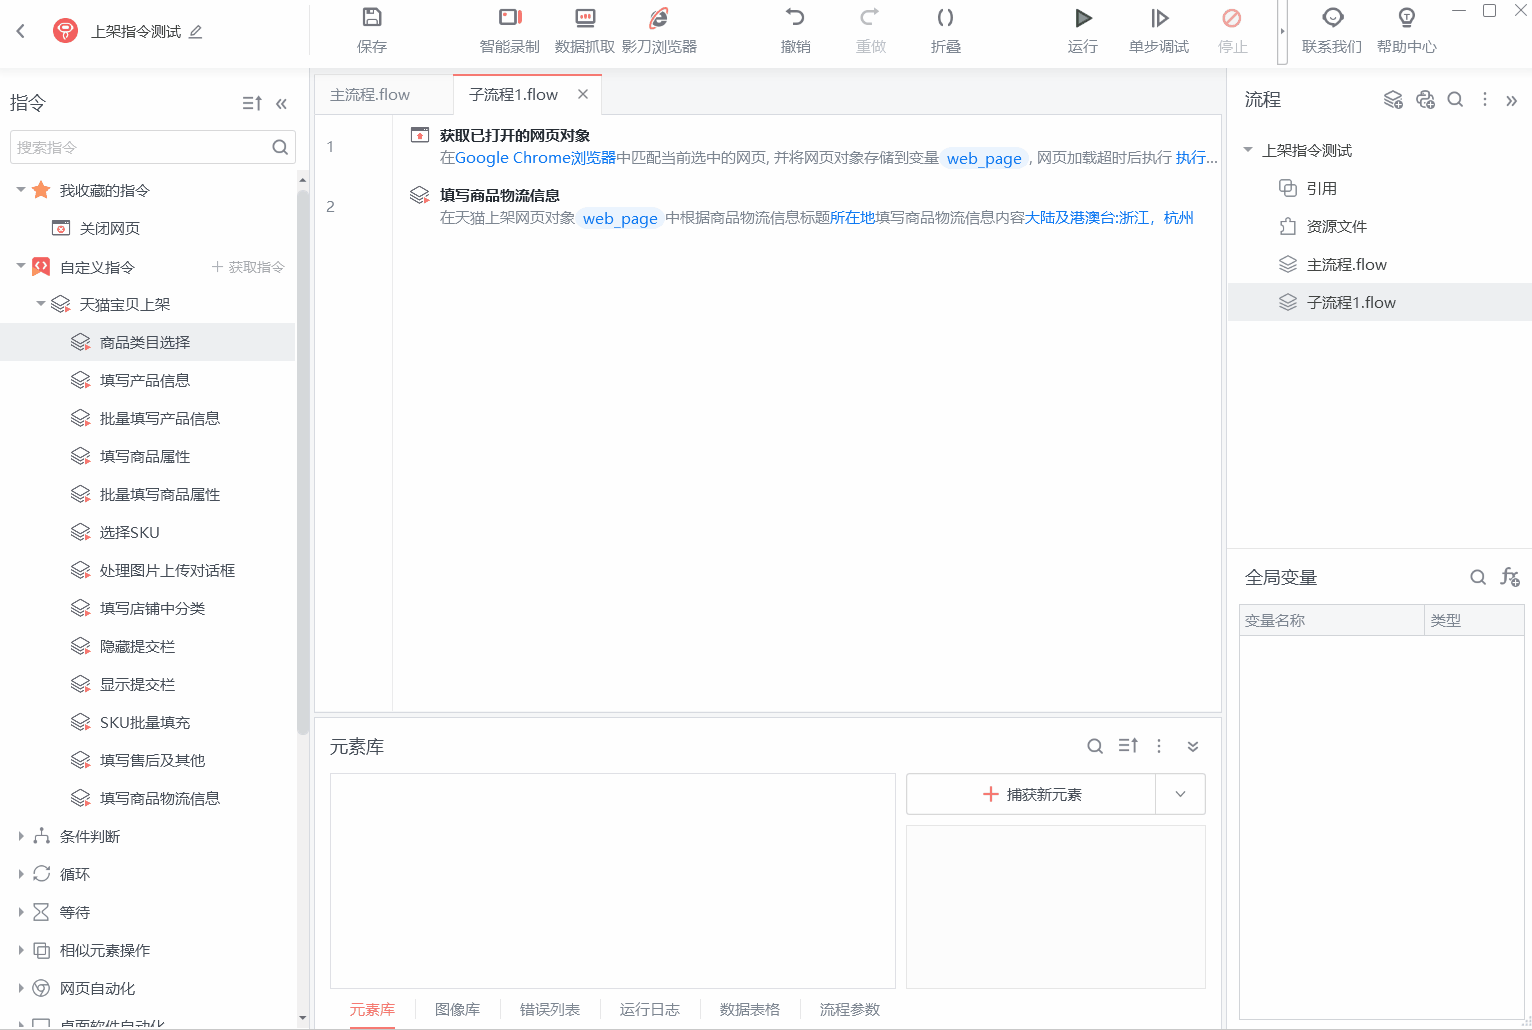 上架指令测试
保存
智能录制
数据抓取
影刀浏览器
撤销
重做
折叠
运行
单步调试
停止
联系我们
帮助中心
指令
搜索指令
我收藏的指令
关闭网页
自定义指令
获取指令
天猫宝贝上架
商品类目选择
填写产品信息
批量填写产品信息
填写商品属性
批量填写商品属性
选择SKU
处理图片上传对话框
填写店铺中分类
隐藏提交栏
显示提交栏
SKU批量填充
填写售后及其他
填写商品物流信息
条件判断
循环
等待
相似元素操作
网页自动化
桌面软件自动化
主流程.flow
子流程1.flow
1
获取已打开的网页对象
在Google Chrome浏览器中匹配当前选中的网页, 并将网页对象存储到变量 web_page , 网页加载超时后执行 执行...
2
填写商品物流信息
在天猫上架网页对象 web_page 中根据商品物流信息标题所在地填写商品物流信息内容大陆及港澳台:浙江，杭州
元素库
捕获新元素
元素库
图像库
错误列表
运行日志
数据表格
流程参数
流程
上架指令测试
引用
资源文件
主流程.flow
子流程1.flow
全局变量
变量名称
类型